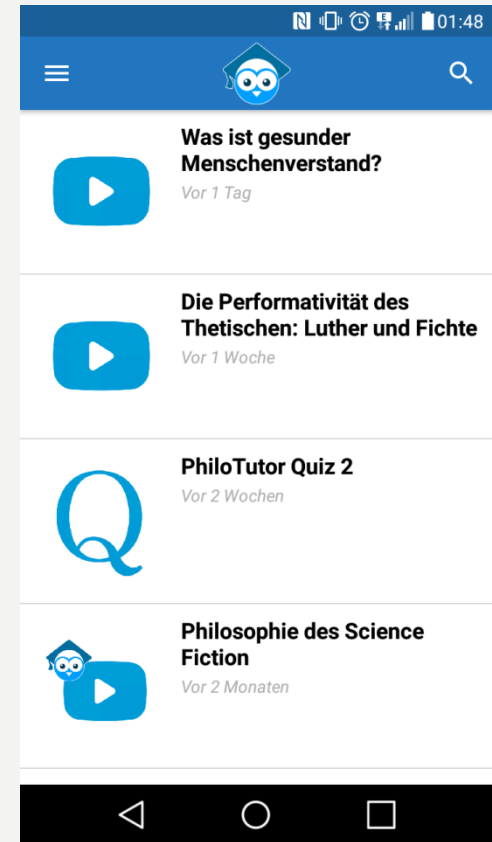 01:48
Was ist gesunder
Menschenverstand?
Vor 1 Tag
Die Performativität des
Thetischen: Luther und Fichte
Vor 1 Woche
Q
PhiloTutor Quiz 2
Vor 2 Wochen
Philosophie des Science
Fiction
Vor 2 Monaten